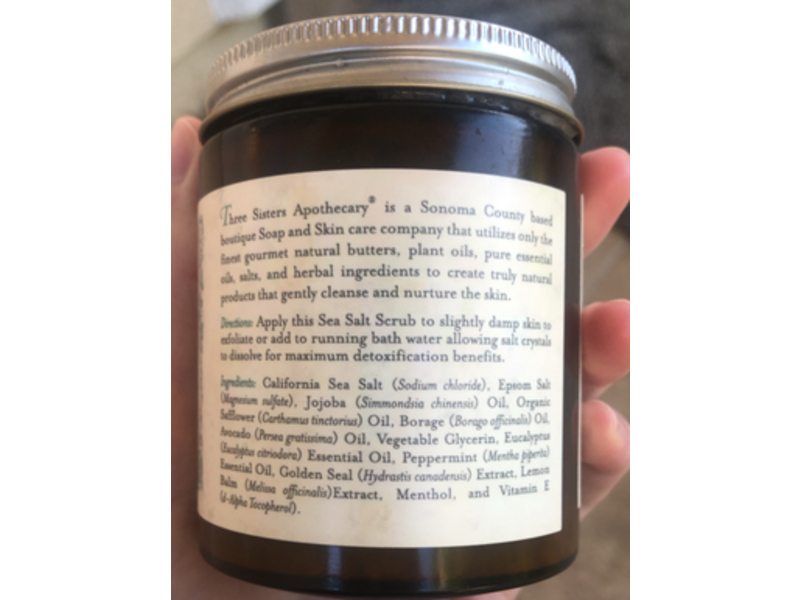 Three Sisters Apothecary® is a Sonoma County based
boutique Soap and Skin care company that utilizes only the
finest gourmet natural butters, plant oils, pure essential
oils, salts, and herbal ingredients to create truly natural
products that gently cleanse and nurture the skin.
Directions: Apply this Sea Salt Scrub to slightly damp skin to
exfoliate or add to running bath water allowing salt crystals
to dissolve for maximum detoxification benefits.
Ingredients: California Sea Salt (Sodium chloride), Epsom Salt
(Magnesium sulfate), Jojoba (Simmondsia chinensis) Oil, Organic
Safflower (Carthamus tinctorius) Oil, Borage (Borago officinalis) Oil,
Avocado (Persea gratissima) Oil, Vegetable Glycerin, Eucalyptus
(Eucalyptus citriodora) Essential Oil, Peppermint (Mentha piperita)
Essential Oil, Golden Seal (Hydrastis canadensis) Extract, Lemon
Balm (Melissa officinalis)Extract, Menthol, and Vitamin E
(d-Alpha Tocopherol).